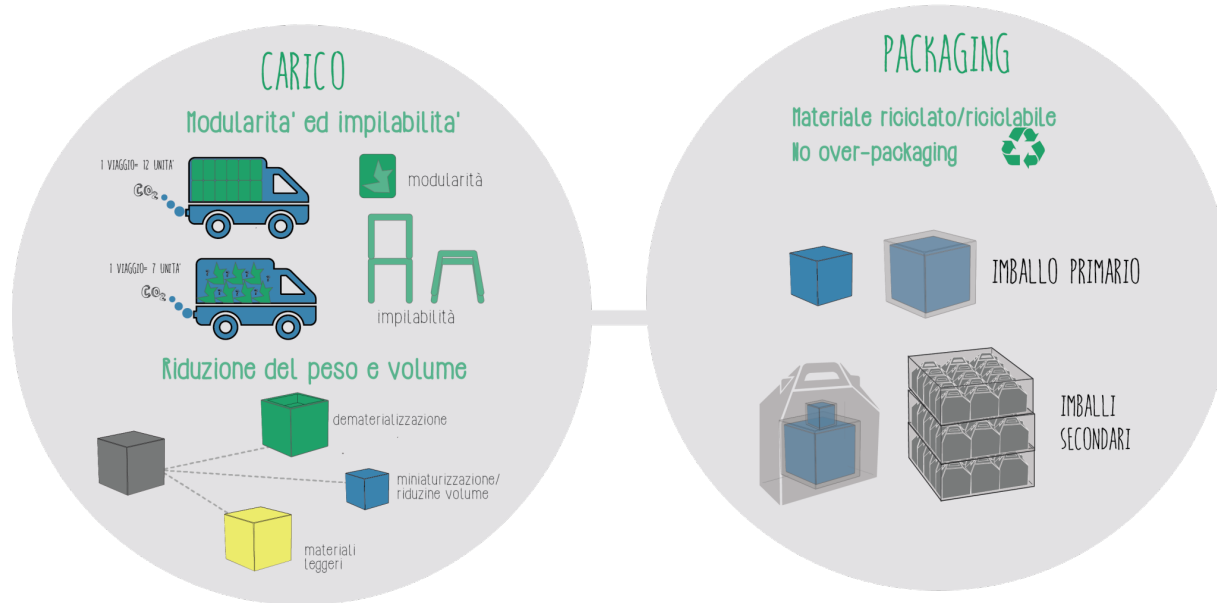 CARICO
Modularita' ed impilabilita'
1 VIAGGIO= 12 UNITA'
CO2
modularità
1 VIAGGIO= 7 UNITA'
CO2
impilabilità
Riduzione del peso e volume
dematerializzazione
miniaturizzazione/
riduzine volume
materiali
leggeri
PACKAGING
Materiale riciclato/riciclabile
No over-packaging
IMBALLO PRIMARIO
IMBALLI
SECONDARI